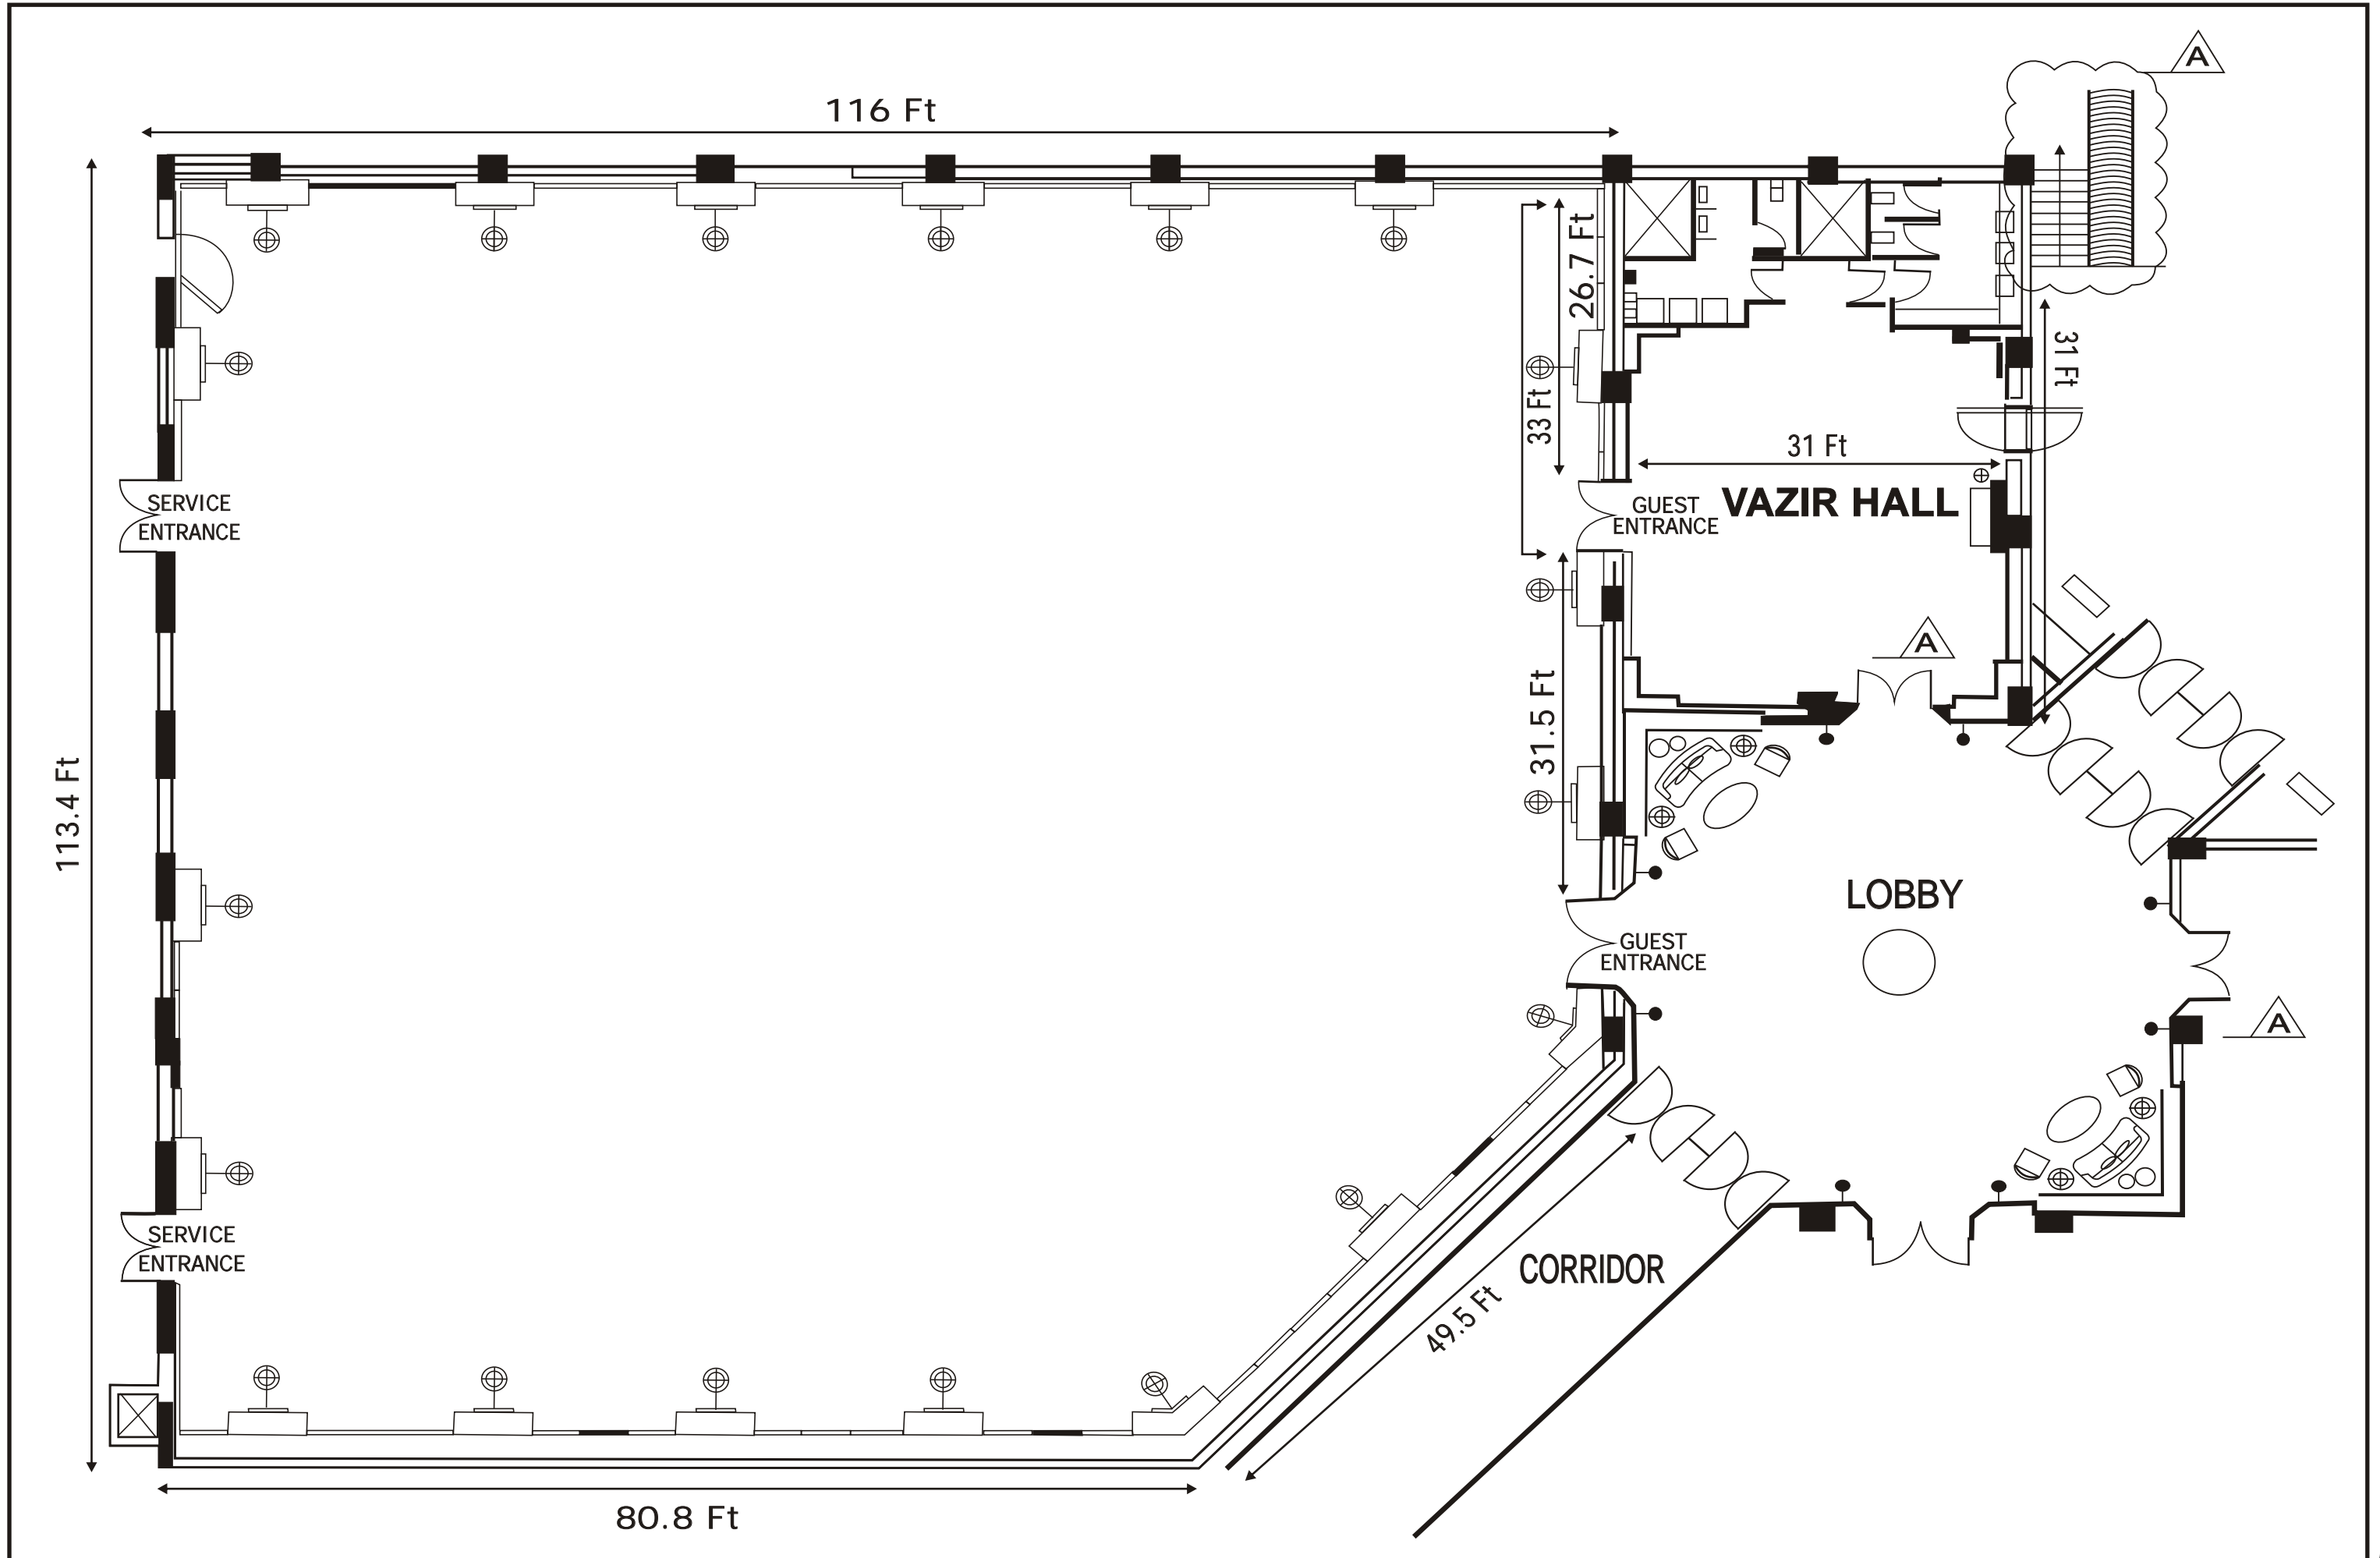 A
116 Ft
26.7 Ft
33 Ft
31 Ft
31 Ft
SERVICE
ENTRANCE
GUEST
ENTRANCE
VAZIR HALL
A
31.5 Ft
113.4 Ft
LOBBY
GUEST
ENTRANCE
A
SERVICE
ENTRANCE
CORRIDOR
49.5 Ft
80.8 Ft